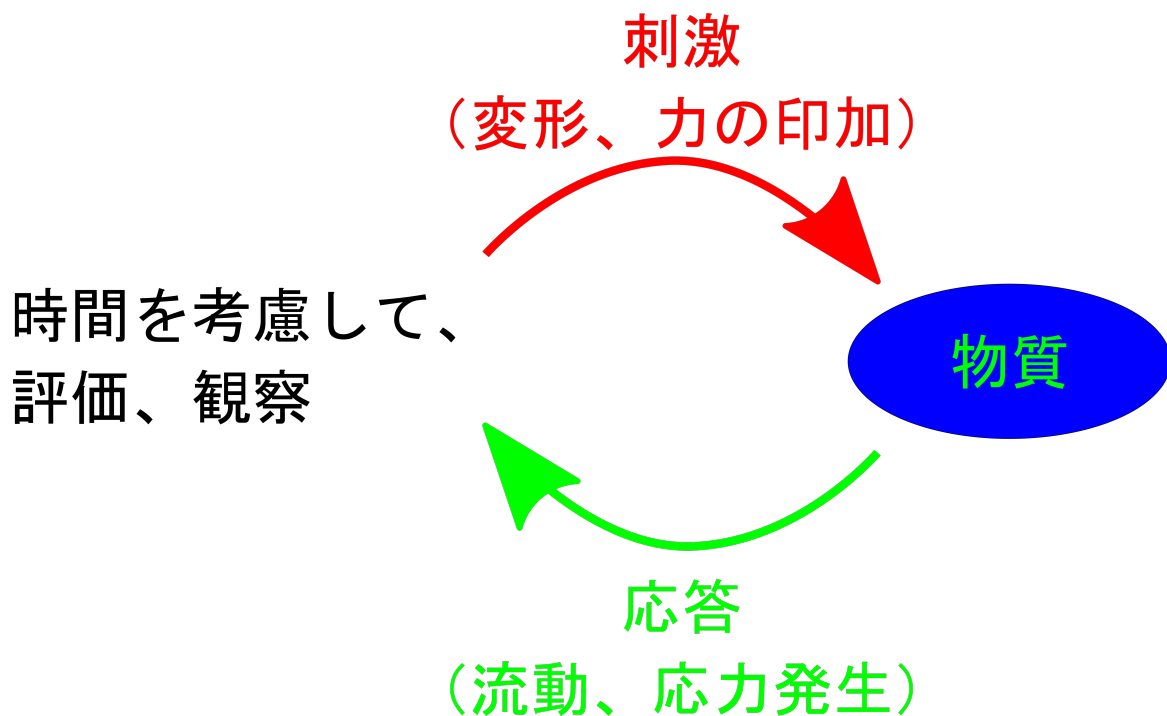 刺激
（変形、力の印加）
時間を考慮して、
評価、観察
物質
応答
（流動、応力発生）